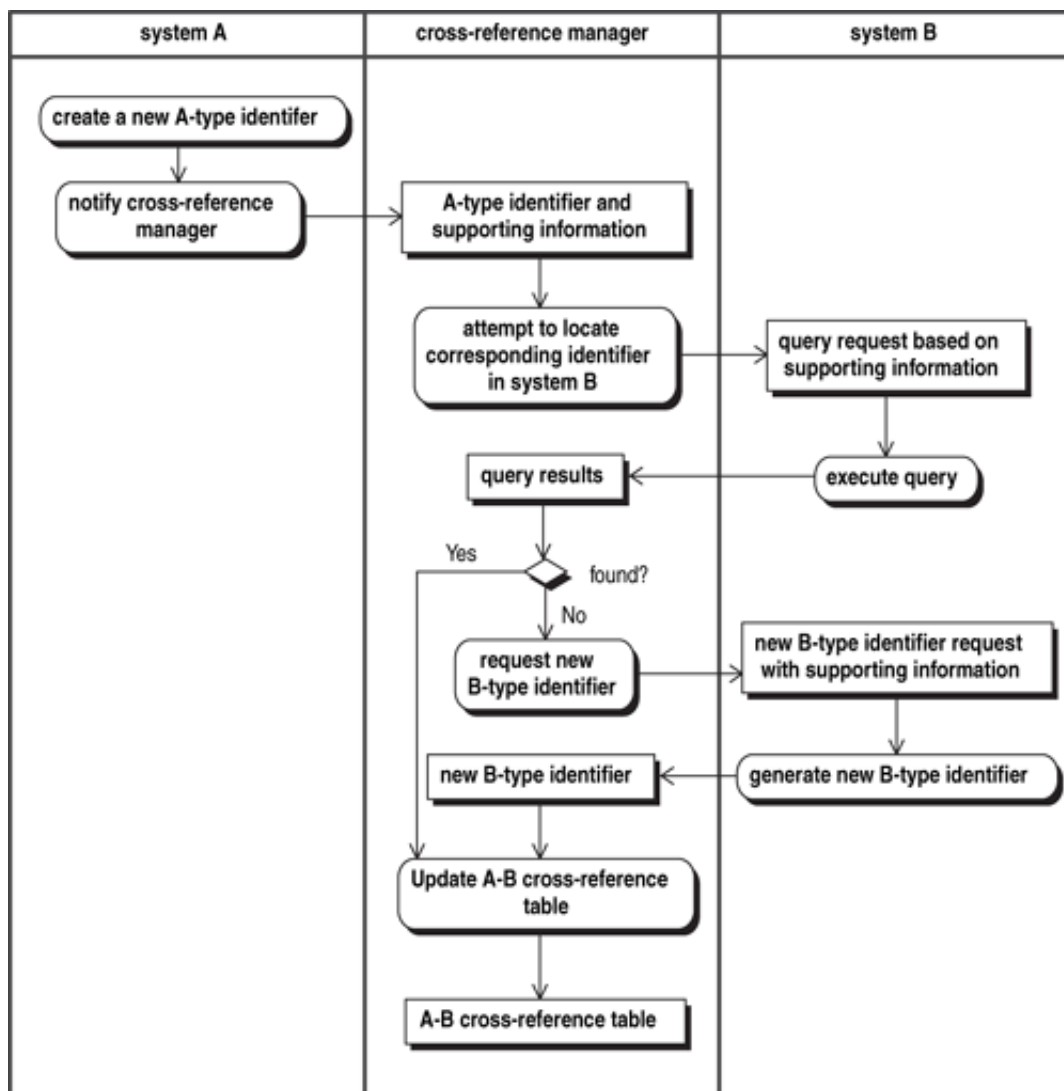 system A
cross-reference manager
system B
create a new A-type identifer
notify cross-reference
manager
A-type identifier and
supporting information
attempt to locate
corresponding identifier
in system B
query request based on
supporting information
query results
execute query
Yes
found?
No
request new
B-type identifier
new B-type identifier request
with supporting information
new B-type identifier
generate new B-type identifier
Update A-B cross-reference
table
A-B cross-reference table